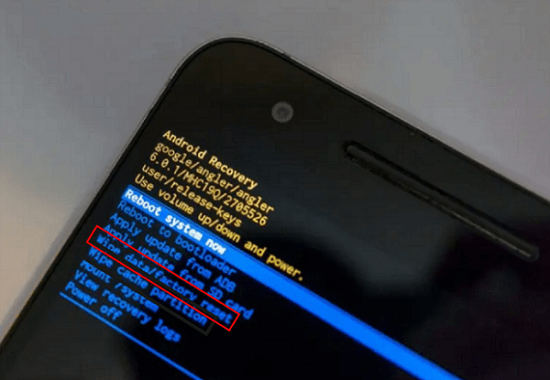 Android Recovery
google/angler/angler
6.0.1/MHC19Q/2705526
user/release-keys
Use volume up/down and power.
Reboot system now
Reboot to bootloader
Apply update from ADB
Apply update from SD card
Wipe data/factory reset
Wipe cache partition
mount /system
View recovery logs
Power off